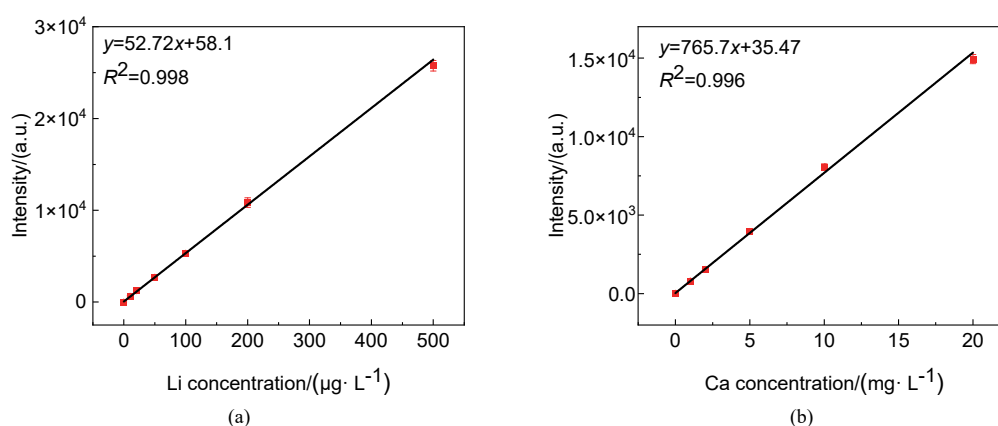 y=52.72x+58.1
R²=0.998
3×10⁴
2×10⁴
1×10⁴
0
Intensity/(a.u.)
0 100 200 300 400 500
Li concentration/(μg· L⁻¹)
(a)
y=765.7x+35.47
R²=0.996
1.5×10⁴
1.0×10⁴
5.0×10³
0.0
Intensity/(a.u.)
0 5 10 15 20
Ca concentration/(mg· L⁻¹)
(b)